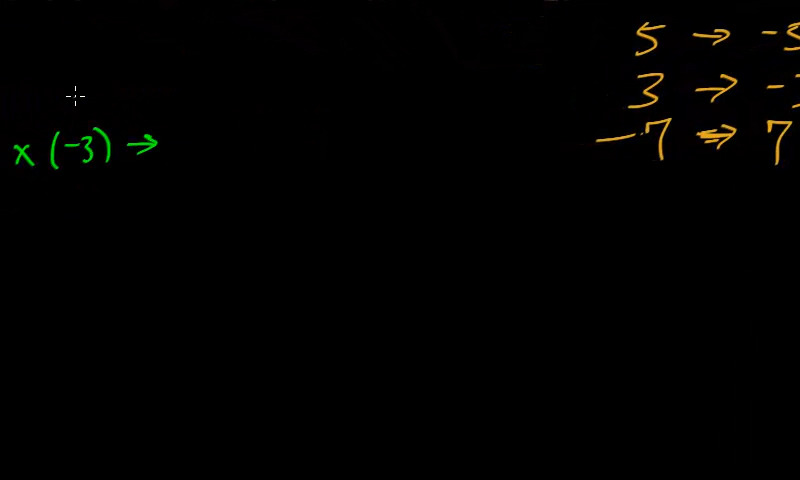 5 → -5
3 → -3
-7 → 7
x (-3) →